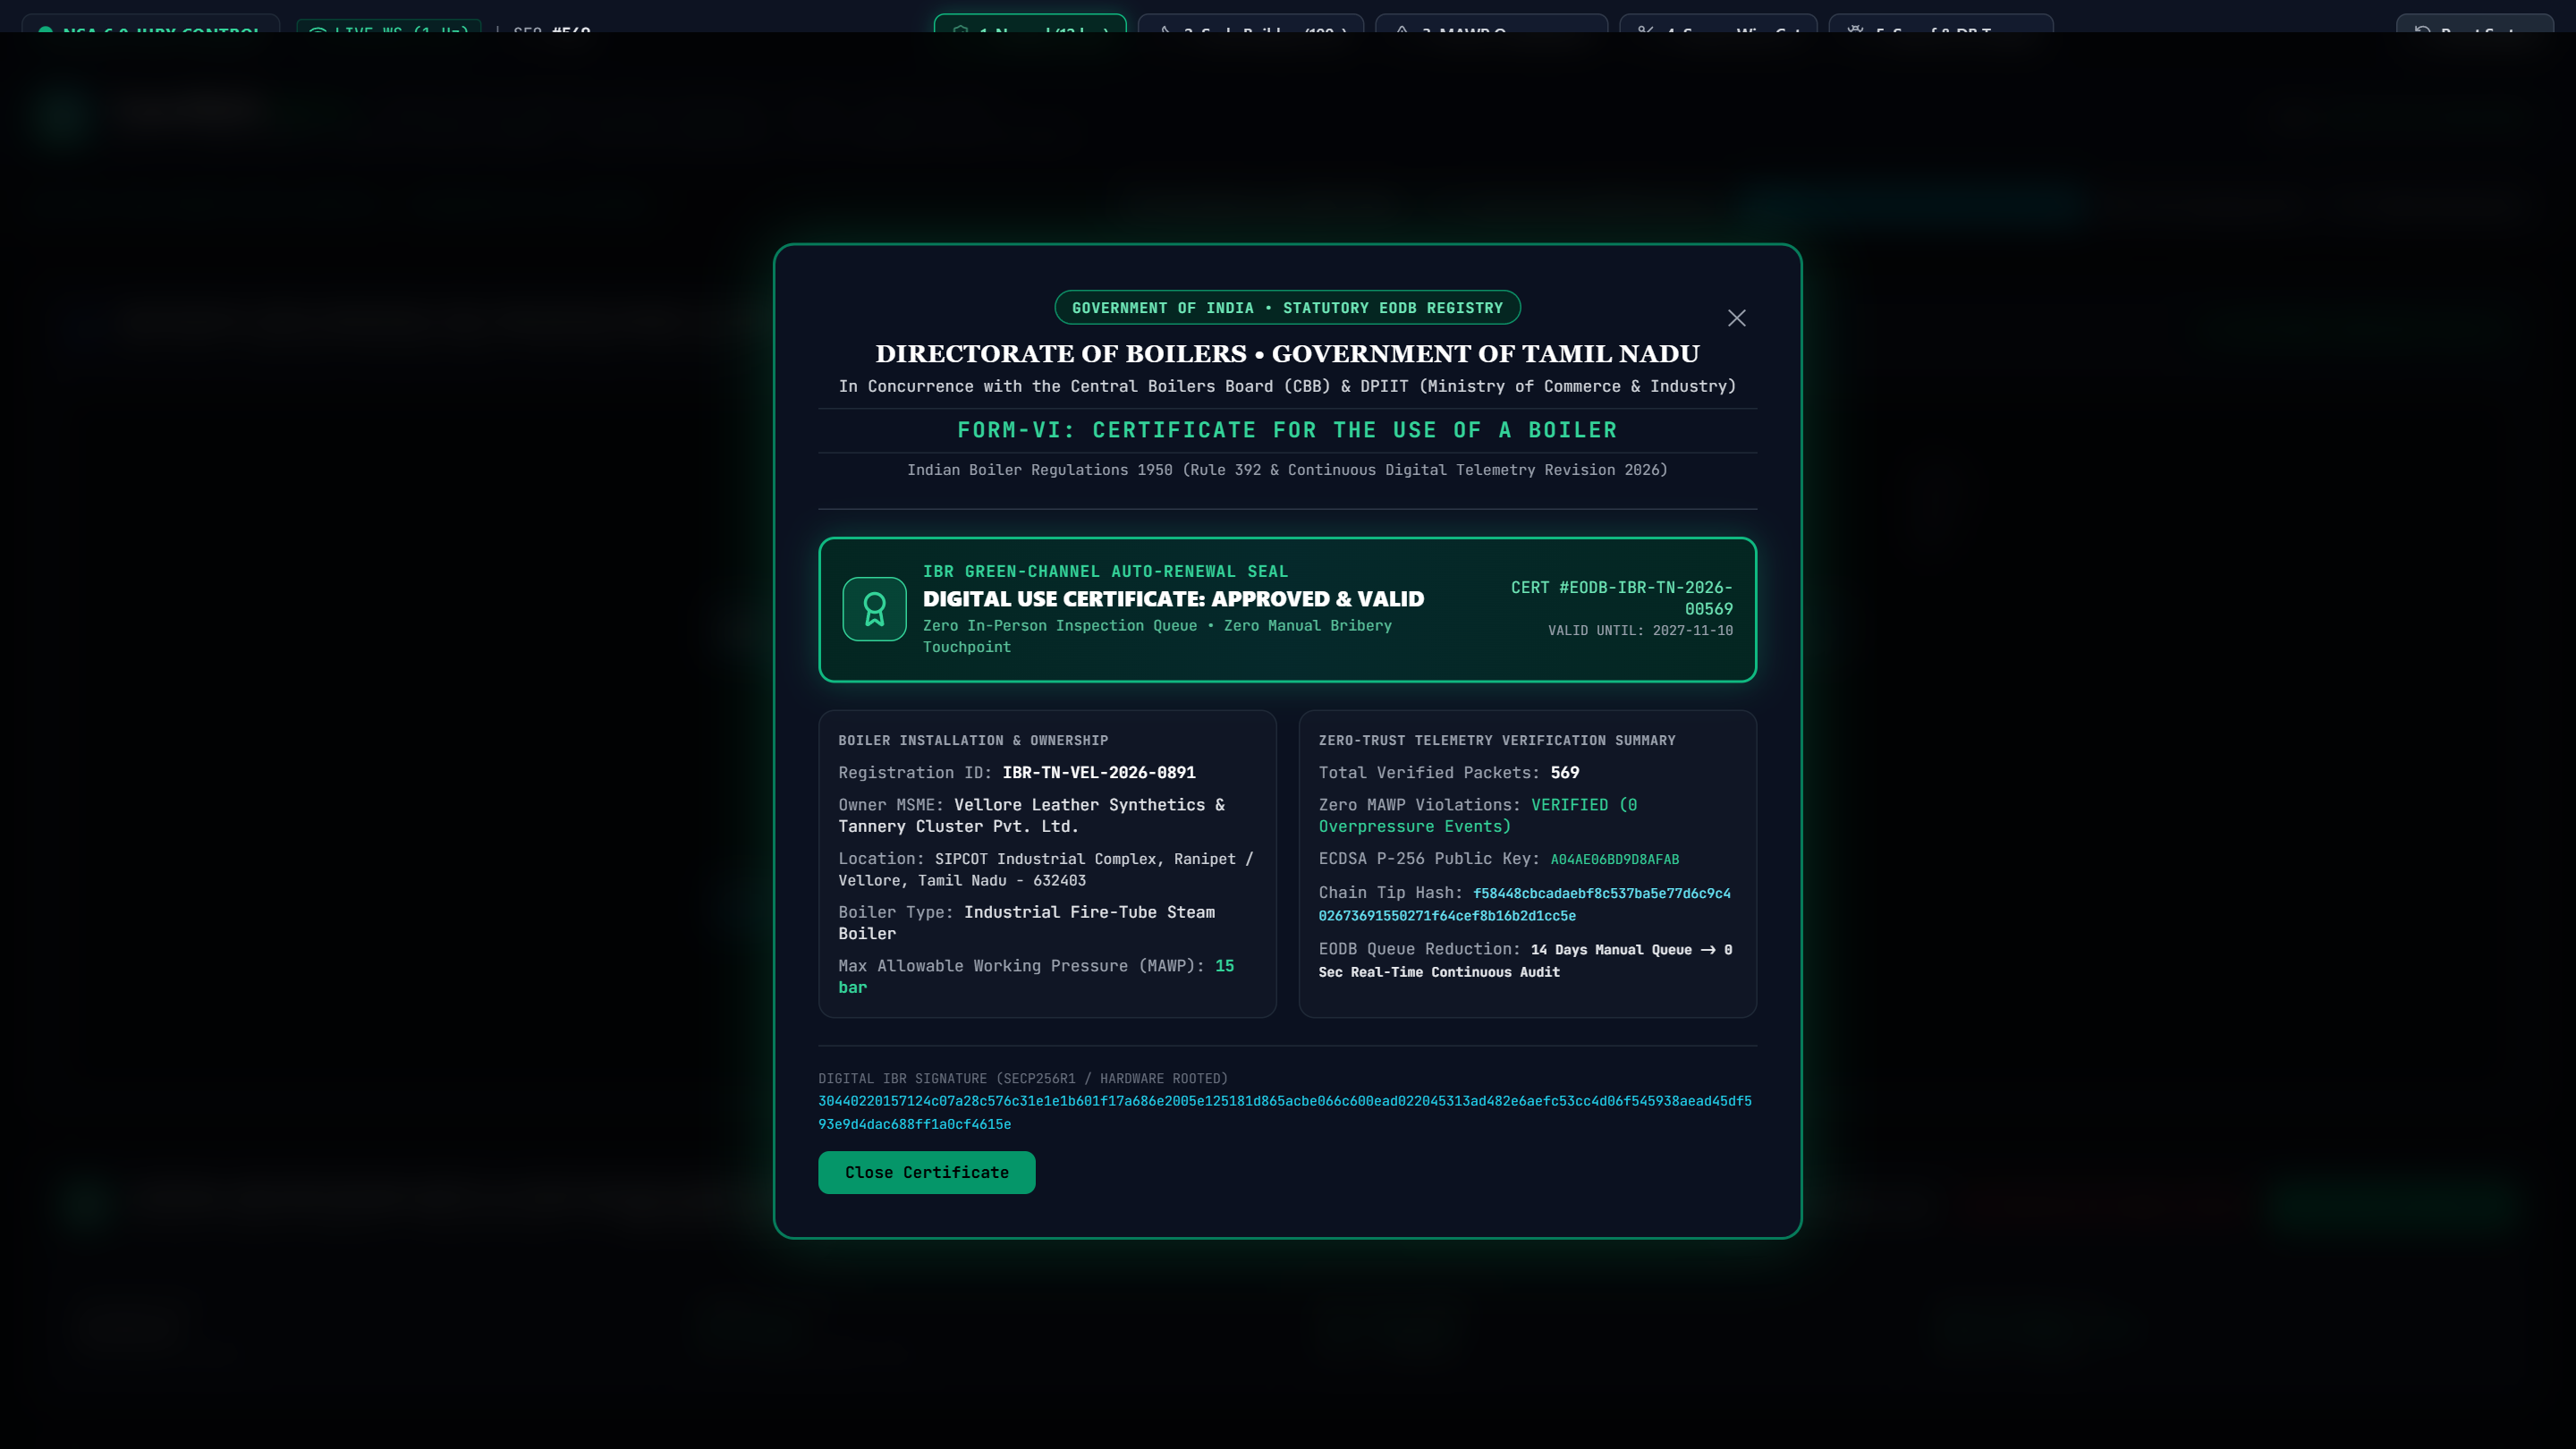 LIVE WS (1 Hz) | SEQ #569
GOVERNMENT OF INDIA • STATUTORY EODB REGISTRY
DIRECTORATE OF BOILERS • GOVERNMENT OF TAMIL NADU
In Concurrence with the Central Boilers Board (CBB) & DPIIT (Ministry of Commerce & Industry)
FORM-VI: CERTIFICATE FOR THE USE OF A BOILER
Indian Boiler Regulations 1950 (Rule 392 & Continuous Digital Telemetry Revision 2026)
IBR GREEN-CHANNEL AUTO-RENEWAL SEAL
DIGITAL USE CERTIFICATE: APPROVED & VALID
Zero In-Person Inspection Queue • Zero Manual Bribery
Touchpoint
CERT #EODB-IBR-TN-2026-
00569
VALID UNTIL: 2027-11-10
BOILER INSTALLATION & OWNERSHIP
Registration ID: IBR-TN-VEL-2026-0891
Owner MSME: Vellore Leather Synthetics &
Tannery Cluster Pvt. Ltd.
Location: SIPCOT Industrial Complex, Ranipet /
Vellore, Tamil Nadu - 632403
Boiler Type: Industrial Fire-Tube Steam
Boiler
Max Allowable Working Pressure (MAWP): 15
bar
ZERO-TRUST TELEMETRY VERIFICATION SUMMARY
Total Verified Packets: 569
Zero MAWP Violations: VERIFIED (0
Overpressure Events)
ECDSA P-256 Public Key: A04AE06BD9D8AFAB
Chain Tip Hash: f58448cbcadaebf8c537ba5e77d6c9c4
02673691550271f64cef8b16b2d1cc5e
EODB Queue Reduction: 14 Days Manual Queue → 0
Sec Real-Time Continuous Audit
DIGITAL IBR SIGNATURE (SECP256R1 / HARDWARE ROOTED)
30440220157124c07a28c576c31e1e1b601f17a686e2005e125181d865acbe066c600ead022045313ad482e6aefc53cc4d06f545938aead45df5
93e9d4dac688ff1a0cf4615e
Close Certificate